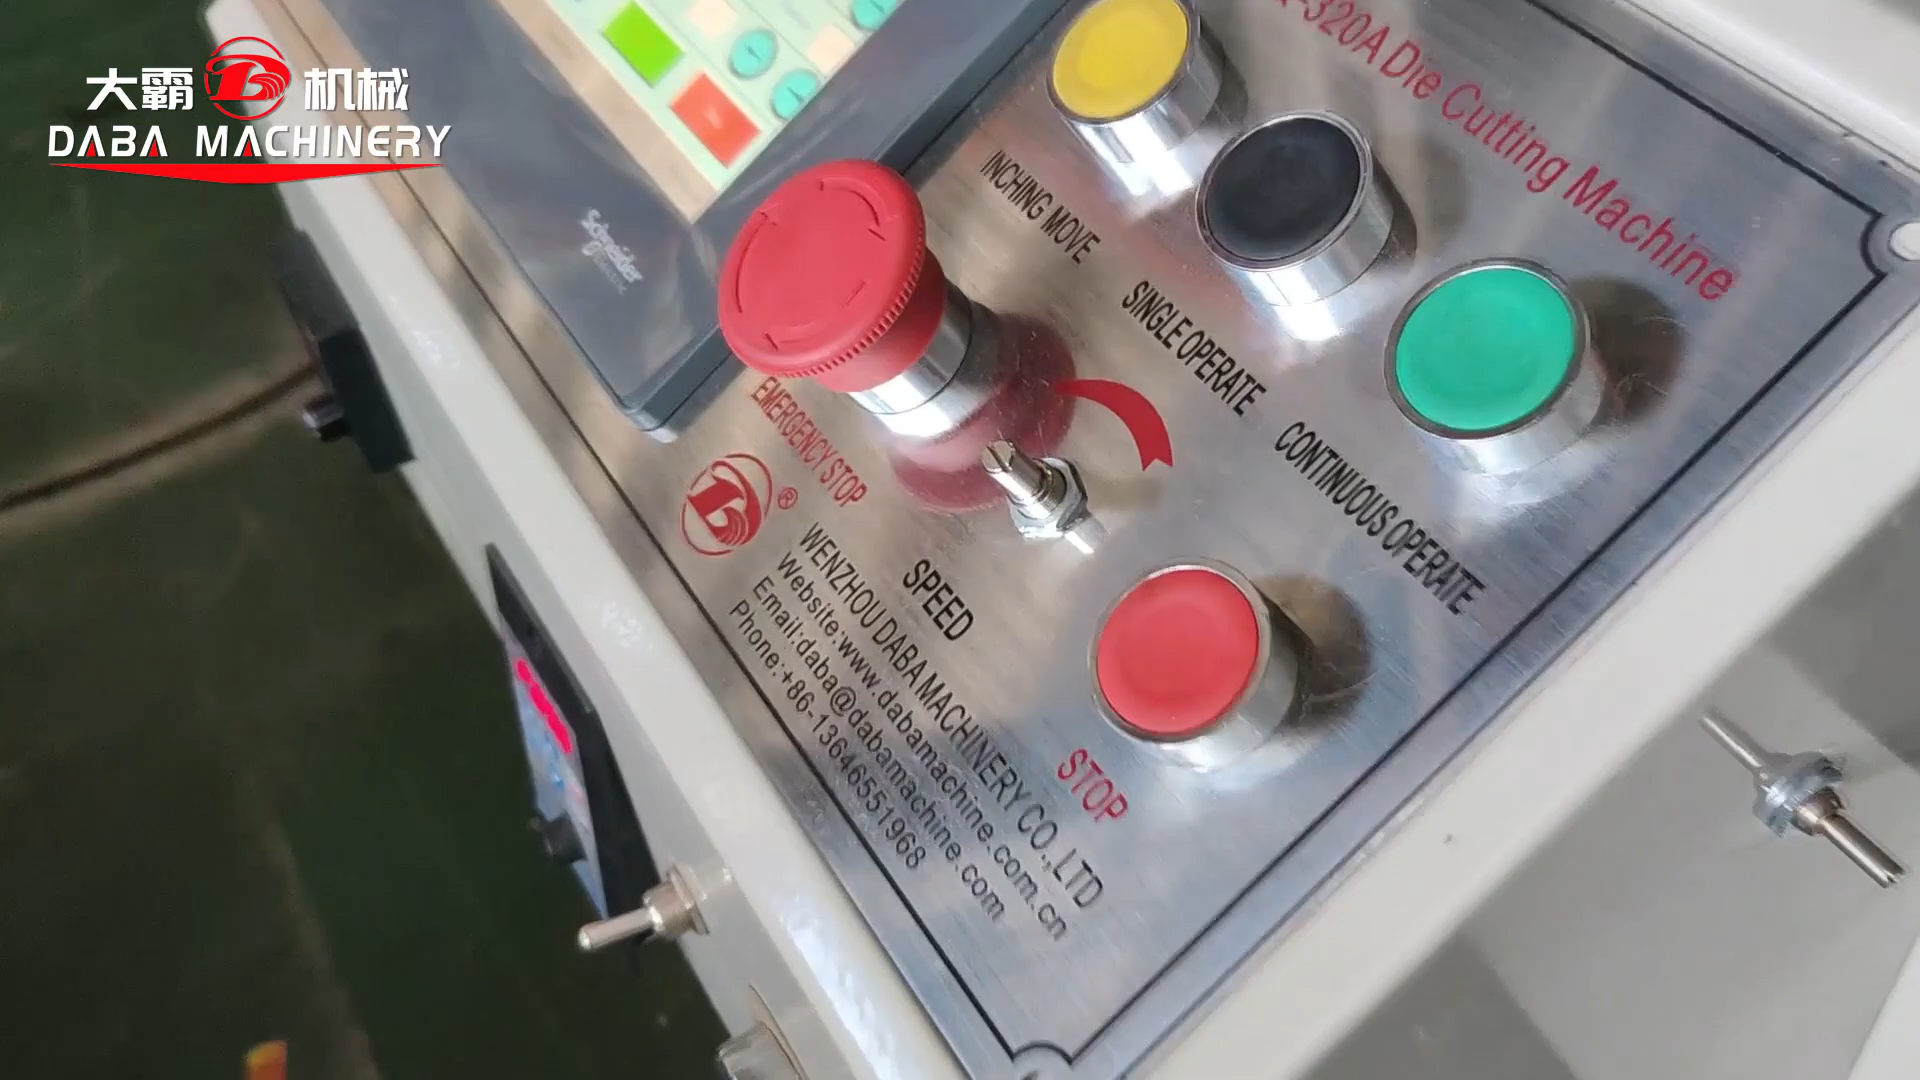 大霸机械
DABA MACHINERY
Schneider
-320A Die Cutting Machine
INCHING MOVE
SINGLE OPERATE
CONTINUOUS OPERATE
EMERGENCY STOP
SPEED
STOP
®
WENZHOU DABA MACHINERY CO.,LTD
Website:www.dabamachine.com.cn
Email:daba@dabamachine.com
Phone:+86-13646551968